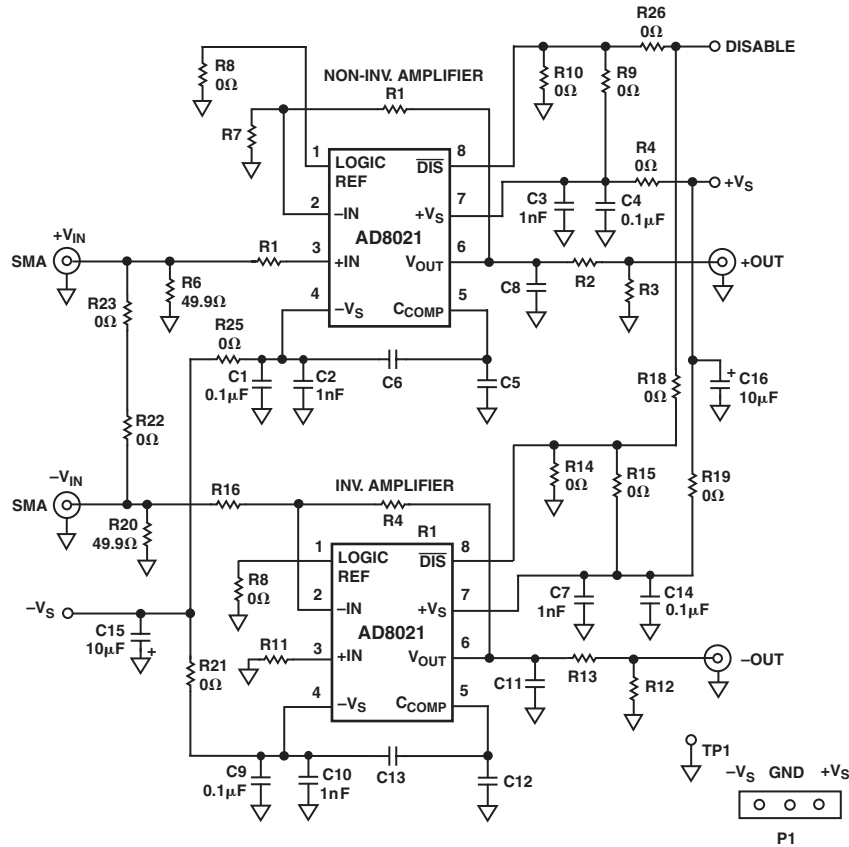 R26
0Ω
DISABLE
R8
0Ω
R10
0Ω
R9
0Ω
NON-INV. AMPLIFIER
R1
R7
R4
0Ω
1
LOGIC
REF
8
DIS
+VS
2
–IN
7
+VS
C3
1nF
C4
0.1µF
AD8021
+VIN
SMA
R1
3
+IN
6
VOUT
+OUT
R23
0Ω
R6
49.9Ω
C8
R2
R3
4
–VS
5
CCOMP
R25
0Ω
C1
0.1µF
C2
1nF
C6
C5
R18
0Ω
+
C16
10µF
R22
0Ω
R14
0Ω
R15
0Ω
R19
0Ω
–VIN
SMA
R16
INV. AMPLIFIER
R4
R20
49.9Ω
R1
1
LOGIC
REF
8
DIS
R8
0Ω
2
–IN
7
+VS
C7
1nF
C14
0.1µF
–VS
AD8021
C15
10µF
+
R11
3
+IN
6
VOUT
–OUT
R21
0Ω
C11
R13
R12
4
–VS
5
CCOMP
C9
0.1µF
C10
1nF
C13
C12
TP1
–VS GND +VS
P1